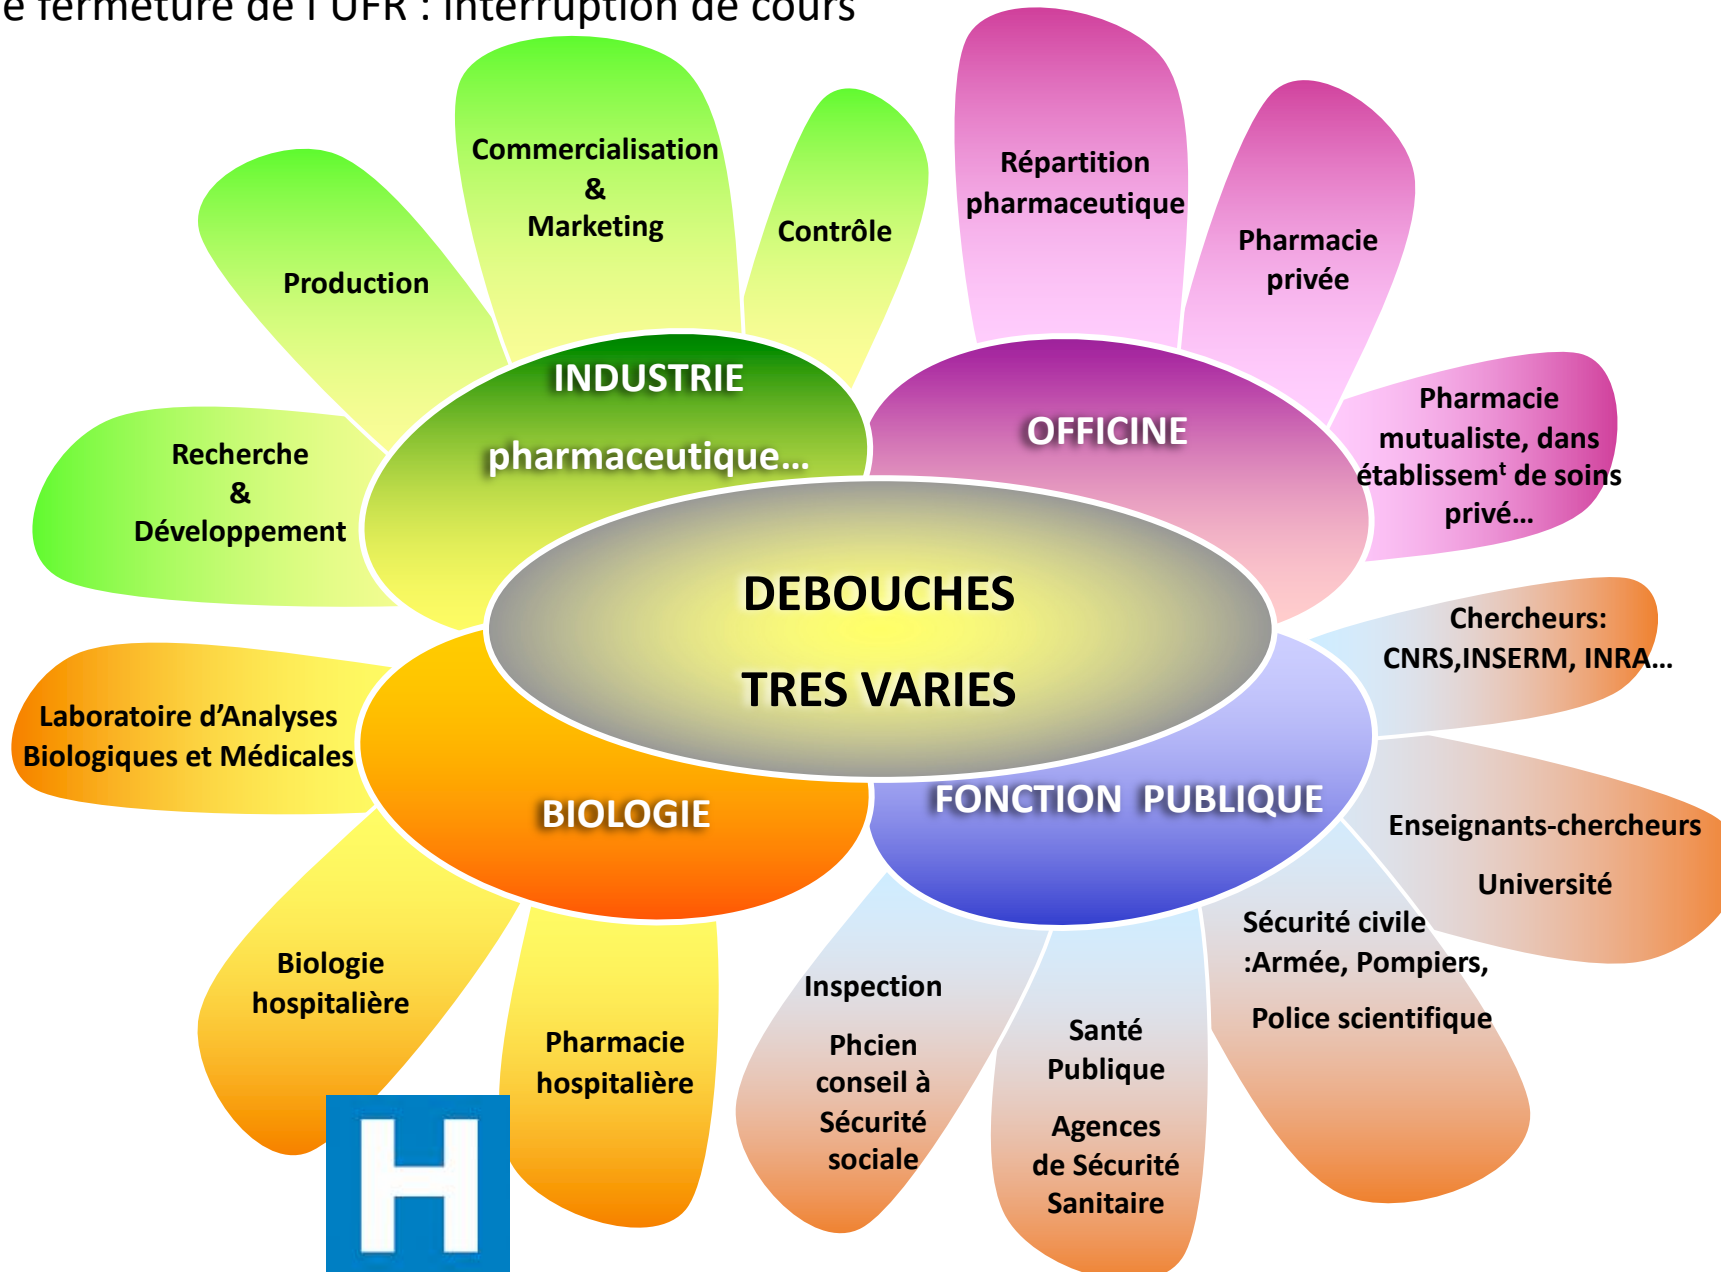 e fermeture de l'UFR : interruption de cours
Commercialisation
&
Marketing
Contrôle
Production
Recherche
&
Développement
INDUSTRIE
pharmaceutique...
Répartition
pharmaceutique
Pharmacie
privée
Pharmacie
mutualiste, dans
établissemᵗ de soins
privé...
OFFICINE
DEBOUCHES
TRES VARIES
Laboratoire d'Analyses
Biologiques et Médicales
Biologie
hospitalière
Pharmacie
hospitalière
BIOLOGIE
H
FONCTION PUBLIQUE
Chercheurs:
CNRS,INSERM, INRA...
Enseignants-chercheurs
Université
Sécurité civile
:Armée, Pompiers,
Police scientifique
Inspection
Phcien
conseil à
Sécurité
sociale
Santé
Publique
Agences
de Sécurité
Sanitaire